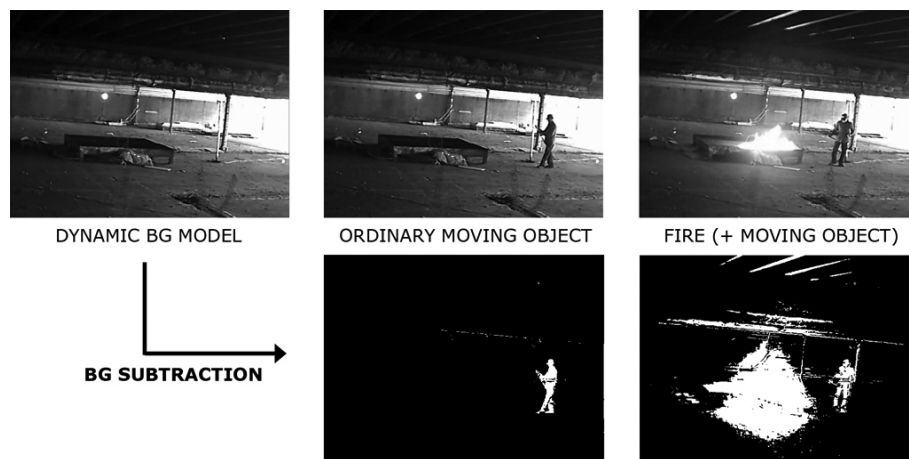 DYNAMIC BG MODEL
ORDINARY MOVING OBJECT
FIRE (+ MOVING OBJECT)
BG SUBTRACTION